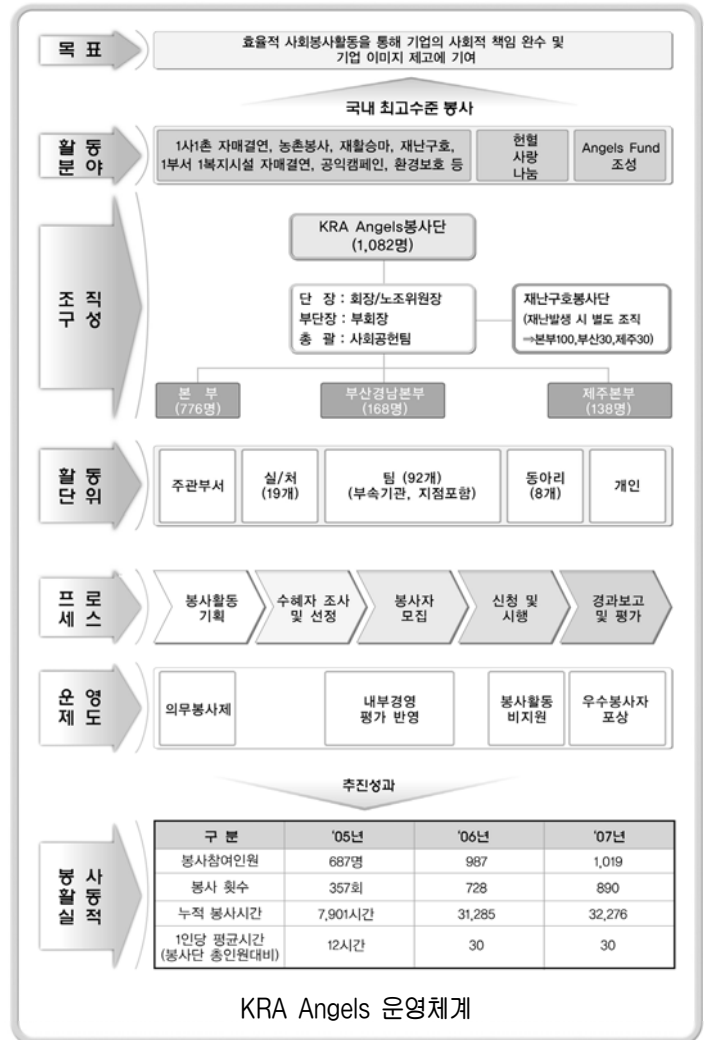 목 표
효율적 사회봉사활동을 통해 기업의 사회적 책임 완수 및
기업 이미지 제고에 기여
국내 최고수준 봉사
활 동
분 야
1사1촌 자매결연, 농촌봉사, 재활승마, 재난구호,
1부서 1복지시설 자매결연, 공익캠페인, 환경보호 등
헌혈
사랑
나눔
Angels Fund
조성
조 직
구 성
KRA Angels봉사단
(1,082명)
단 장 : 회장/노조위원장
부단장 : 부회장
총 괄 : 사회공헌팀
재난구호봉사단
(재난발생 시 별도 조직
⇒본부100,부산30,제주30)
본 부
(776명)
부산경남본부
(168명)
제주본부
(138명)
활 동
단 위
주관부서
실/처
(19개)
팀 (92개)
(부속기관, 지점포함)
동아리
(8개)
개인
프 로
세 스
봉사활동
기획
수혜자 조사
및 선정
봉사자
모집
신청 및
시행
경과보고
및 평가
운 영
제 도
의무봉사제
내부경영
평가 반영
봉사활동
비지원
우수봉사자
포상
추진성과
봉 사
활 동
실 적
구 분 '05년 '06년 '07년
봉사참여인원 687명 987 1,019
봉사 횟수 357회 728 890
누적 봉사시간 7,901시간 31,285 32,276
1인당 평균시간
(봉사단 총인원대비) 12시간 30 30
KRA Angels 운영체계